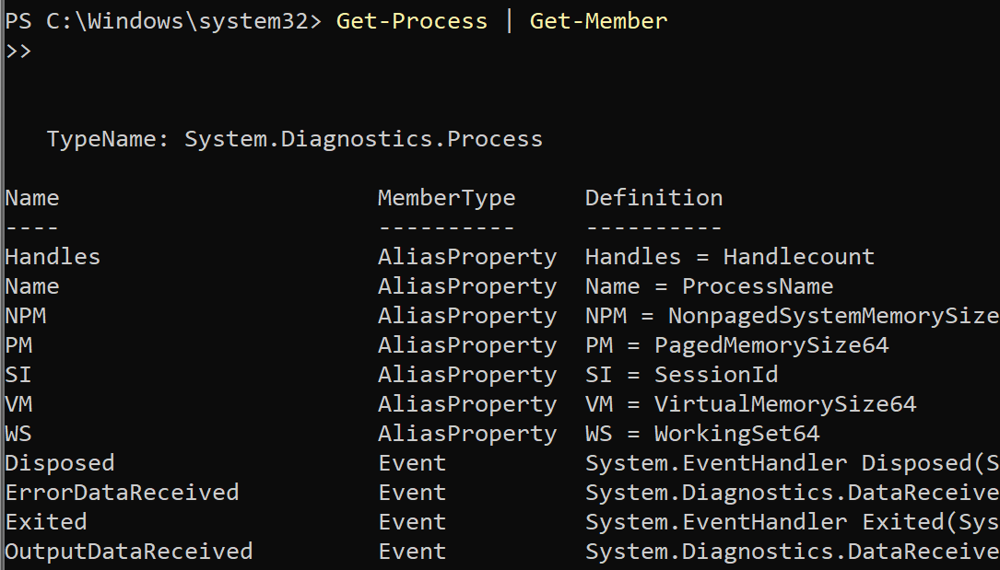 PS C:\Windows\system32> Get-Process | Get-Member
>>
TypeName: System.Diagnostics.Process
Name MemberType Definition
---- ---------- ----------
Handles AliasProperty Handles = Handlecount
Name AliasProperty Name = ProcessName
NPM AliasProperty NPM = NonpagedSystemMemorySize
PM AliasProperty PM = PagedMemorySize64
SI AliasProperty SI = SessionId
VM AliasProperty VM = VirtualMemorySize64
WS AliasProperty WS = WorkingSet64
Disposed Event System.EventHandler Disposed(S
ErrorDataReceived Event System.Diagnostics.DataReceive
Exited Event System.EventHandler Exited(Sys
OutputDataReceived Event System.Diagnostics.DataReceive